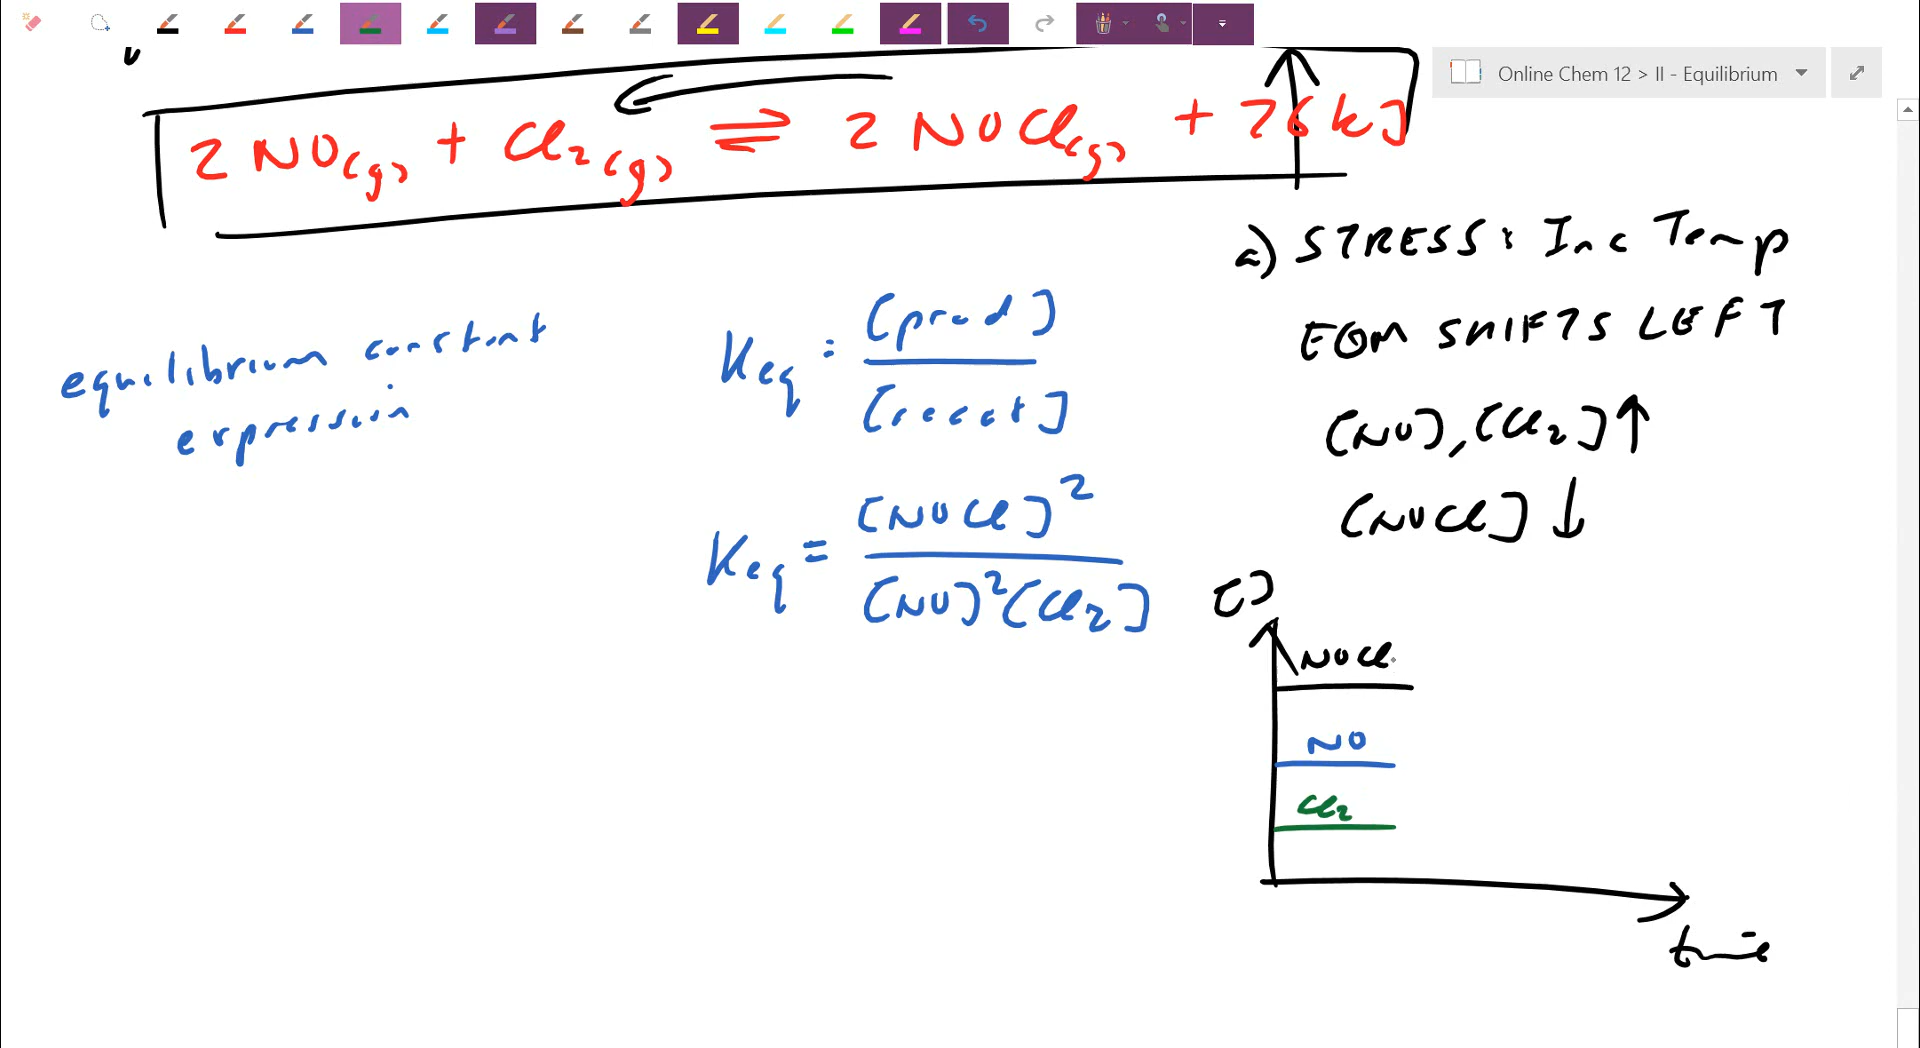 Online Chem 12 > II - Equilibrium
2 NO(g) + Cl2(g) ⇌ 2 NOCl(g) + 76 kJ
a) STRESS: Inc Temp
EQM SHIFTS LEFT
[NO], [Cl2] ↑
[NOCl] ↓
equilibrium constant
expression
Keq = [prod] / [react]
Keq = [NOCl]² / [NO]²[Cl2]
[ ]
NOCl
NO
Cl2
time